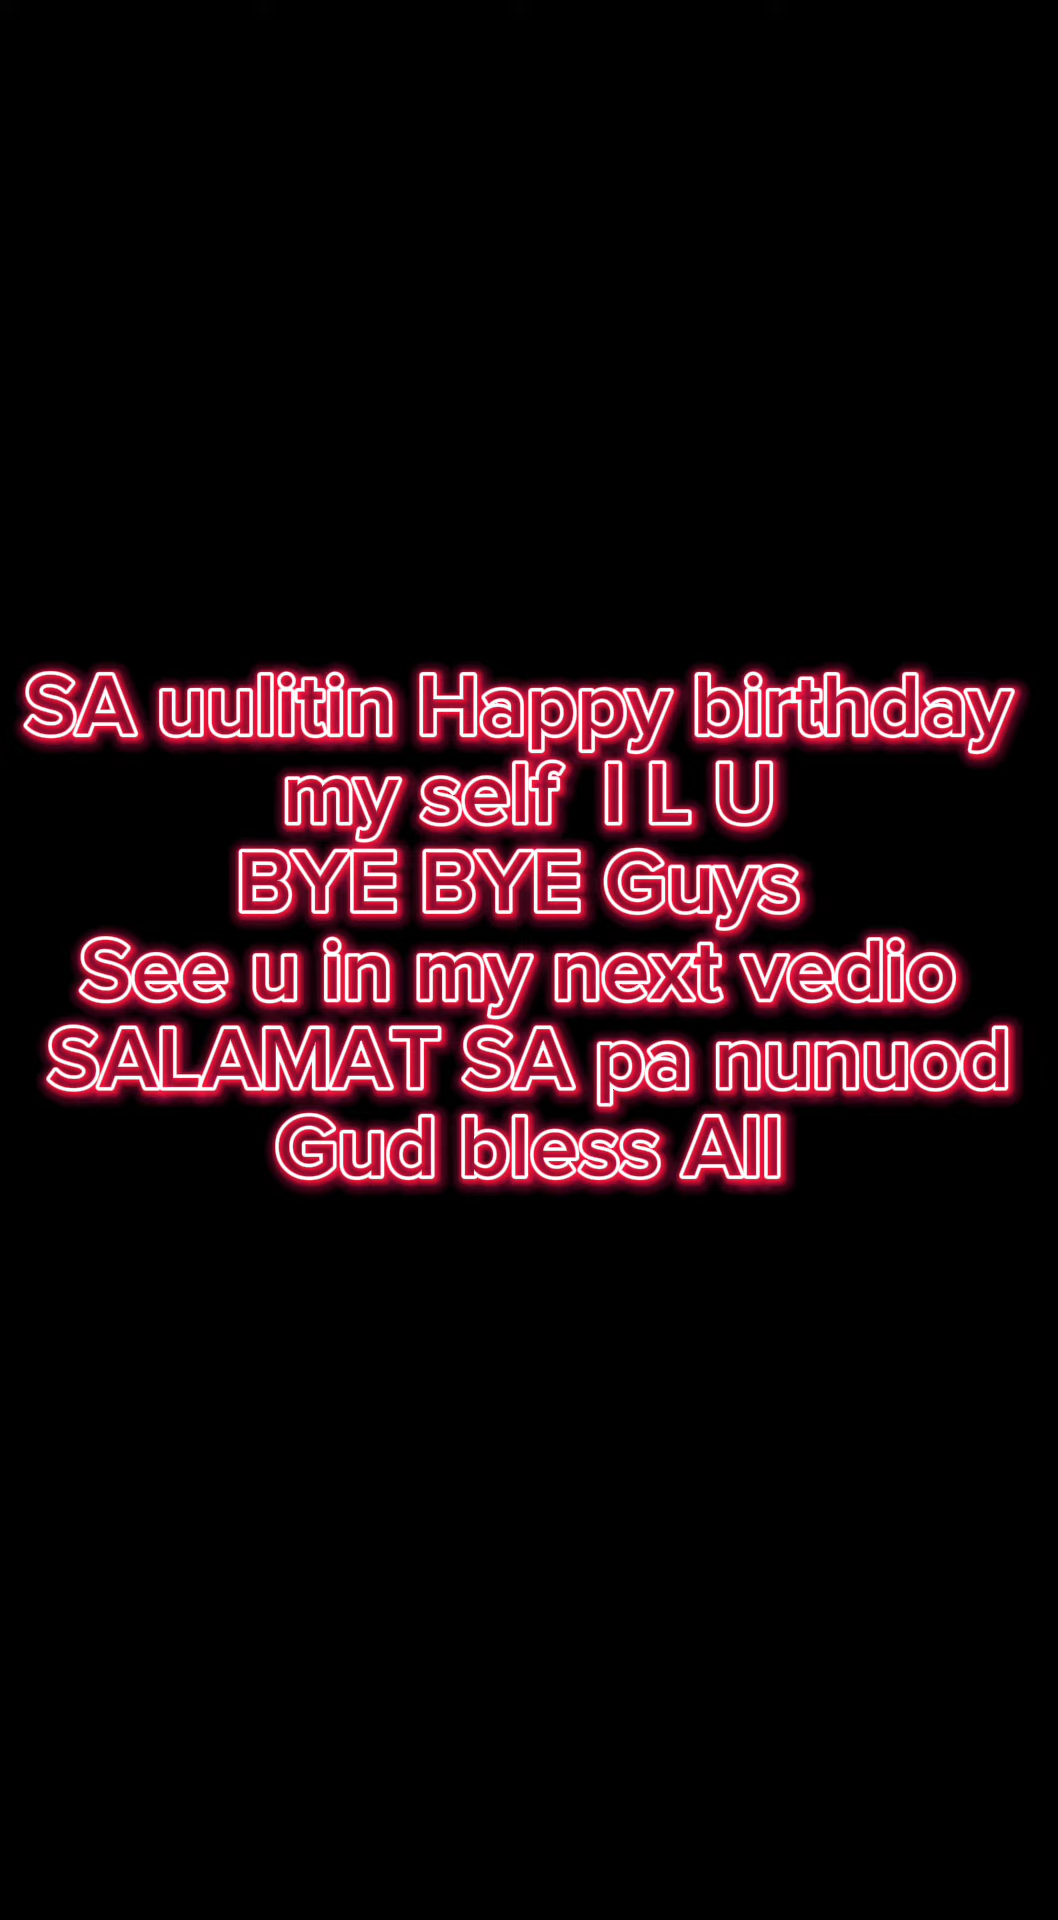 SA uulitin Happy birthday
my self  I L U
BYE BYE Guys
See u in my next vedio
SALAMAT SA pa nunuod
Gud bless All